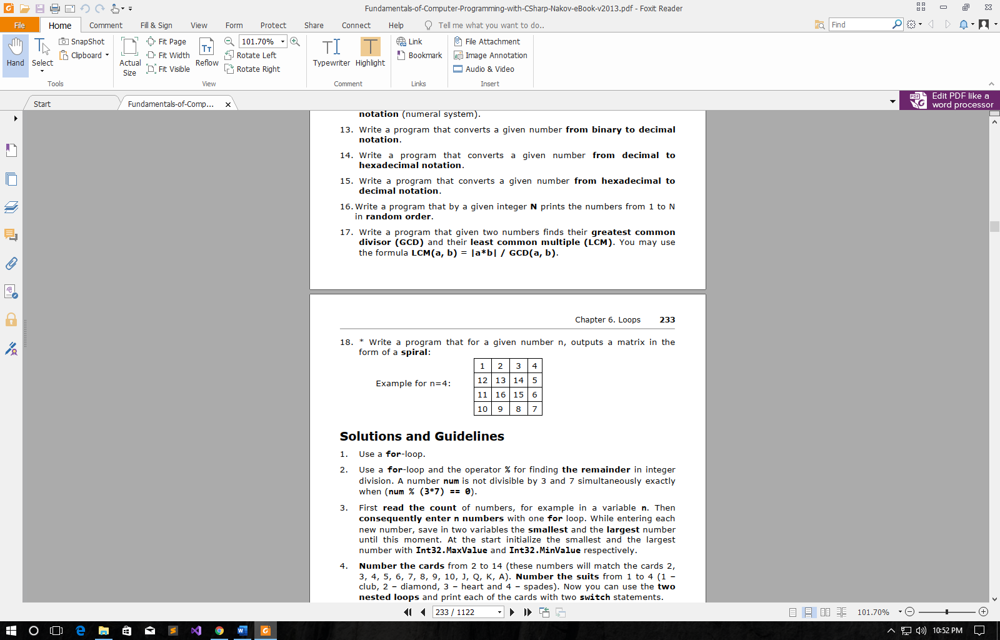 Fundamentals-of-Computer-Programming-with-CSharp-Nakov-eBook-v2013.pdf - Foxit Reader
File Home Comment Fill & Sign View Form Protect Share Connect Help Tell me what you want to do.. Find
Hand
Select
SnapShot
Clipboard
Tools
Actual Size
Fit Page
Fit Width
Fit Visible
Reflow
101.70%
Rotate Left
Rotate Right
View
Typewriter
Highlight
Comment
Link
Bookmark
Links
File Attachment
Image Annotation
Audio & Video
Insert
Start
Fundamentals-of-Comp...
PDF
Edit PDF like a
word processor
notation (numeral system).
13. Write a program that converts a given number from binary to decimal
notation.
14. Write a program that converts a given number from decimal to
hexadecimal notation.
15. Write a program that converts a given number from hexadecimal to
decimal notation.
16. Write a program that by a given integer N prints the numbers from 1 to N
in random order.
17. Write a program that given two numbers finds their greatest common
divisor (GCD) and their least common multiple (LCM). You may use
the formula LCM(a, b) = |a*b| / GCD(a, b).
Chapter 6. Loops 233
18. * Write a program that for a given number n, outputs a matrix in the
form of a spiral:
Example for n=4:
1 2 3 4
12 13 14 5
11 16 15 6
10 9 8 7
Solutions and Guidelines
1. Use a for-loop.
2. Use a for-loop and the operator % for finding the remainder in integer
division. A number num is not divisible by 3 and 7 simultaneously exactly
when (num % (3*7) == 0).
3. First read the count of numbers, for example in a variable n. Then
consequently enter n numbers with one for loop. While entering each
new number, save in two variables the smallest and the largest number
until this moment. At the start initialize the smallest and the largest
number with Int32.MaxValue and Int32.MinValue respectively.
4. Number the cards from 2 to 14 (these numbers will match the cards 2,
3, 4, 5, 6, 7, 8, 9, 10, J, Q, K, A). Number the suits from 1 to 4 (1 –
club, 2 – diamond, 3 – heart and 4 – spades). Now you can use the two
nested loops and print each of the cards with two switch statements.
233 / 1122
101.70%
10:52 PM